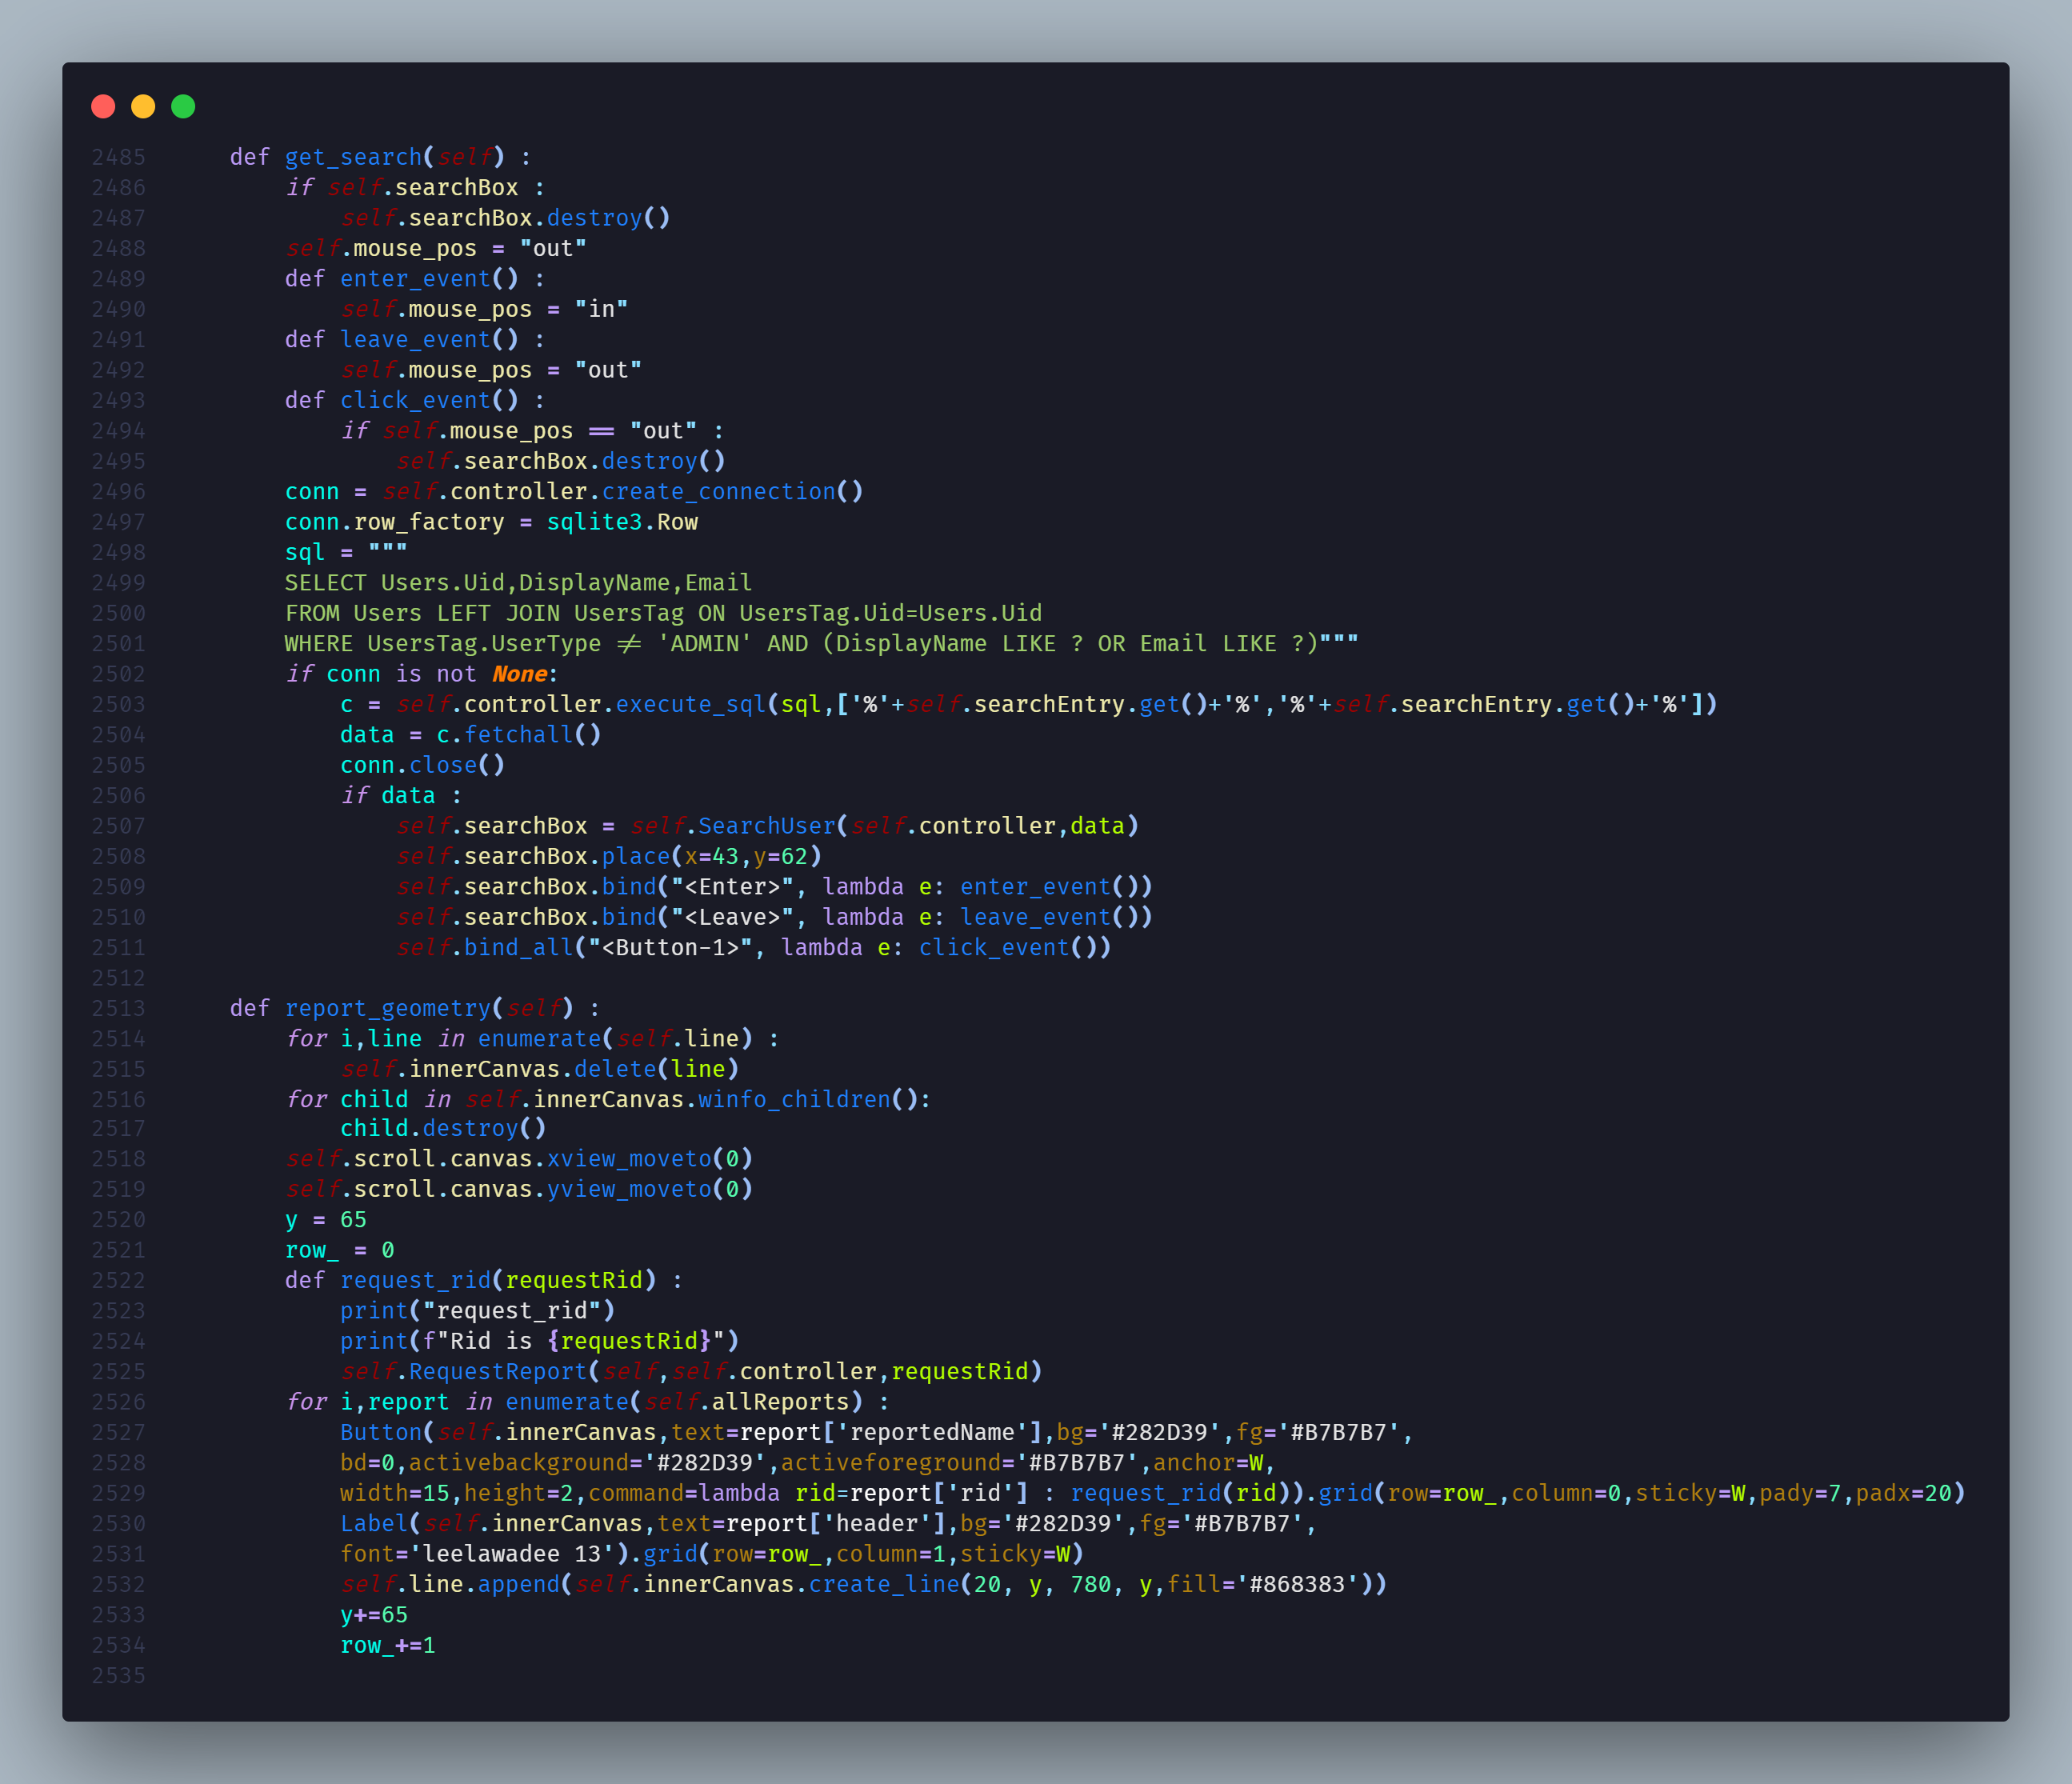 2485 def get_search(self) :
2486 if self.searchBox :
2487 self.searchBox.destroy()
2488 self.mouse_pos = "out"
2489 def enter_event() :
2490 self.mouse_pos = "in"
2491 def leave_event() :
2492 self.mouse_pos = "out"
2493 def click_event() :
2494 if self.mouse_pos == "out" :
2495 self.searchBox.destroy()
2496 conn = self.controller.create_connection()
2497 conn.row_factory = sqlite3.Row
2498 sql = """
2499 SELECT Users.Uid,DisplayName,Email
2500 FROM Users LEFT JOIN UsersTag ON UsersTag.Uid=Users.Uid
2501 WHERE UsersTag.UserType != 'ADMIN' AND (DisplayName LIKE ? OR Email LIKE ?)"""
2502 if conn is not None:
2503 c = self.controller.execute_sql(sql,['%'+self.searchEntry.get()+'%','%'+self.searchEntry.get()+'%'])
2504 data = c.fetchall()
2505 conn.close()
2506 if data :
2507 self.searchBox = self.SearchUser(self.controller,data)
2508 self.searchBox.place(x=43,y=62)
2509 self.searchBox.bind("<Enter>", lambda e: enter_event())
2510 self.searchBox.bind("<Leave>", lambda e: leave_event())
2511 self.bind_all("<Button-1>", lambda e: click_event())
2512
2513 def report_geometry(self) :
2514 for i,line in enumerate(self.line) :
2515 self.innerCanvas.delete(line)
2516 for child in self.innerCanvas.winfo_children():
2517 child.destroy()
2518 self.scroll.canvas.xview_moveto(0)
2519 self.scroll.canvas.yview_moveto(0)
2520 y = 65
2521 row_ = 0
2522 def request_rid(requestRid) :
2523 print("request_rid")
2524 print(f"Rid is {requestRid}")
2525 self.RequestReport(self,self.controller,requestRid)
2526 for i,report in enumerate(self.allReports) :
2527 Button(self.innerCanvas,text=report['reportedName'],bg='#282D39',fg='#B7B7B7',
2528 bd=0,activebackground='#282D39',activeforeground='#B7B7B7',anchor=W,
2529 width=15,height=2,command=lambda rid=report['rid'] : request_rid(rid)).grid(row=row_,column=0,sticky=W,pady=7,padx=20)
2530 Label(self.innerCanvas,text=report['header'],bg='#282D39',fg='#B7B7B7',
2531 font='leelawadee 13').grid(row=row_,column=1,sticky=W)
2532 self.line.append(self.innerCanvas.create_line(20, y, 780, y,fill='#868383'))
2533 y+=65
2534 row_+=1
2535